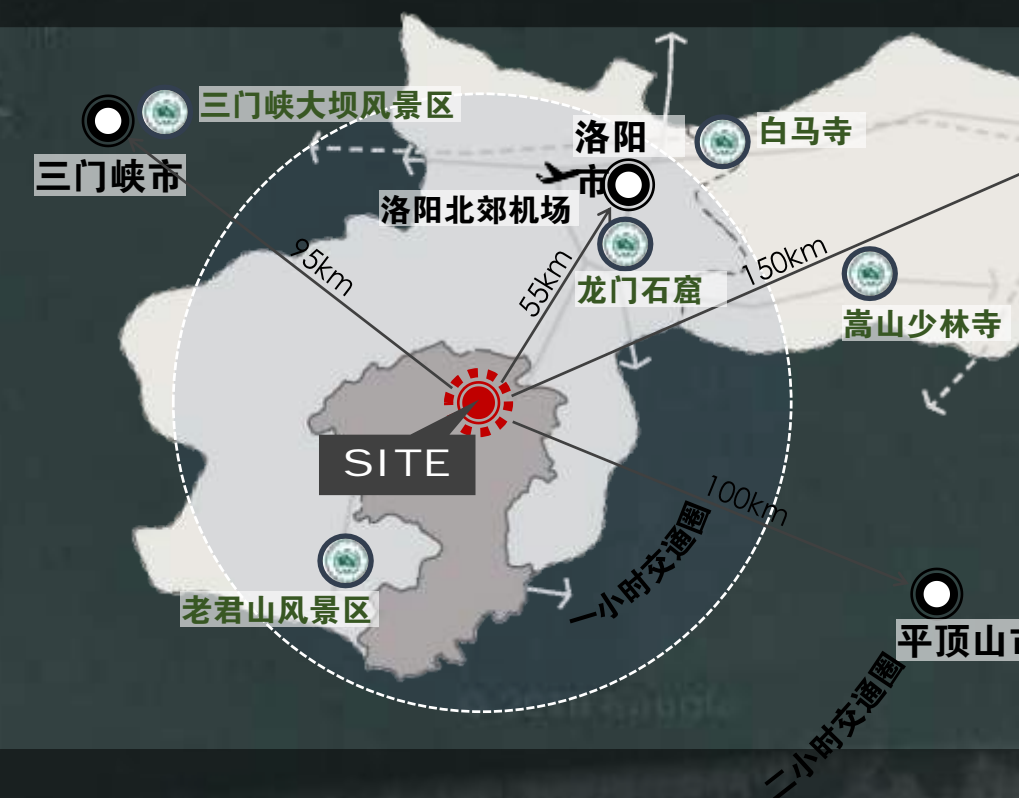 三门峡大坝风景区
三门峡市
洛阳
市
白马寺
洛阳北郊机场
95km
55km
150km
龙门石窟
嵩山少林寺
SITE
100km
一小时交通圈
老君山风景区
平顶山市
二小时交通圈